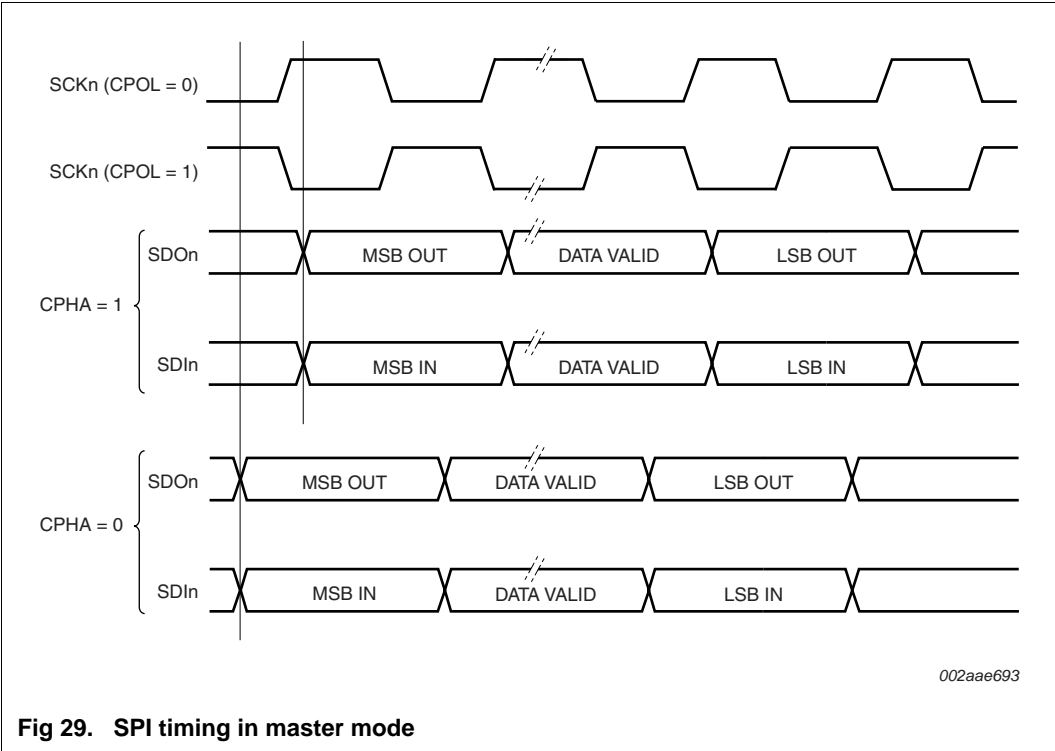 SCKn (CPOL = 0)
SCKn (CPOL = 1)
CPHA = 1
SDOn
MSB OUT DATA VALID LSB OUT
SDIn
MSB IN DATA VALID LSB IN
CPHA = 0
SDOn
MSB OUT DATA VALID LSB OUT
SDIn
MSB IN DATA VALID LSB IN
002aae693
Fig 29. SPI timing in master mode